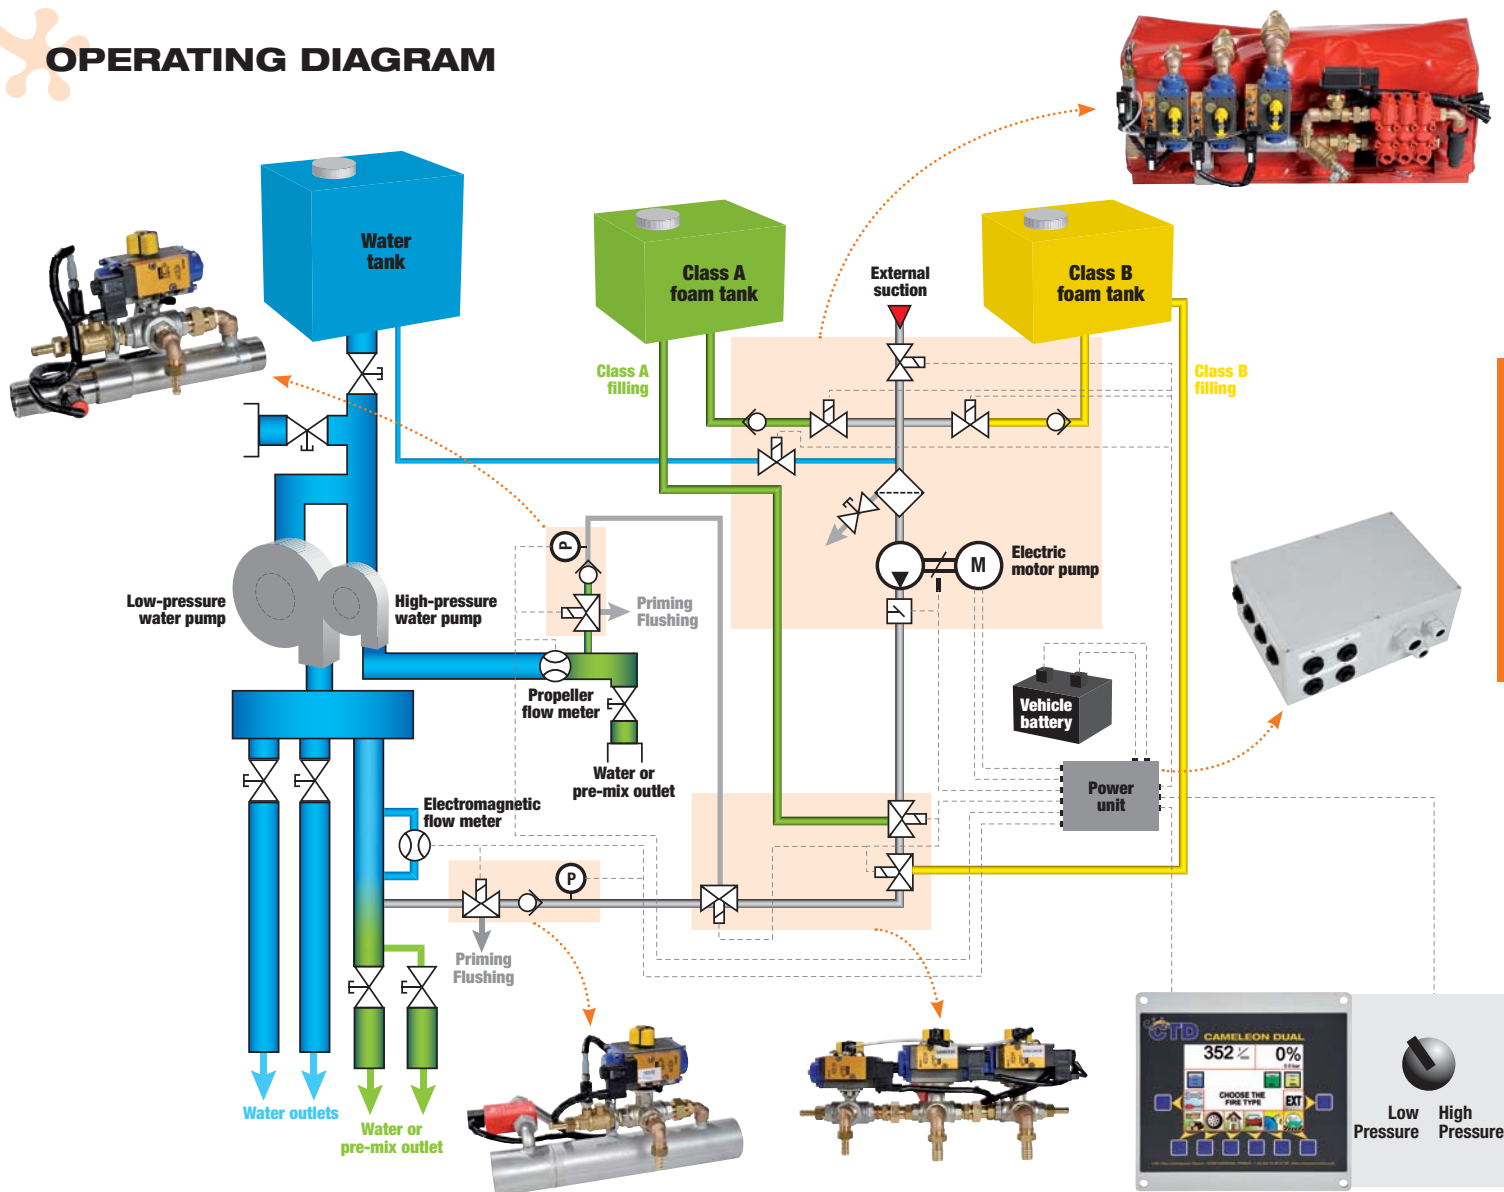 OPERATING DIAGRAM
Water
tank
Class A
foam tank
External
suction
Class B
foam tank
Class A
filling
Class B
filling
P
Electric
motor pump
M
Low-pressure
water pump
High-pressure
water pump
Priming
Flushing
Propeller
flow meter
Vehicle
battery
Water or
pre-mix outlet
Power
unit
Electromagnetic
flow meter
P
Priming
Flushing
Water outlets
Water or
pre-mix outlet
CTD CAMELEON DUAL
352
0%
0.0 bar
CHOOSE THE
FIRE TYPE
EXT
Low Pressure
High Pressure